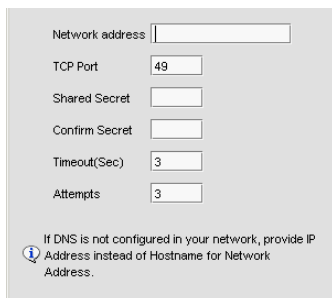 Network address
TCP Port 49
Shared Secret
Confirm Secret
Timeout(Sec) 3
Attempts 3
If DNS is not configured in your network, provide IP
Address instead of Hostname for Network
Address.